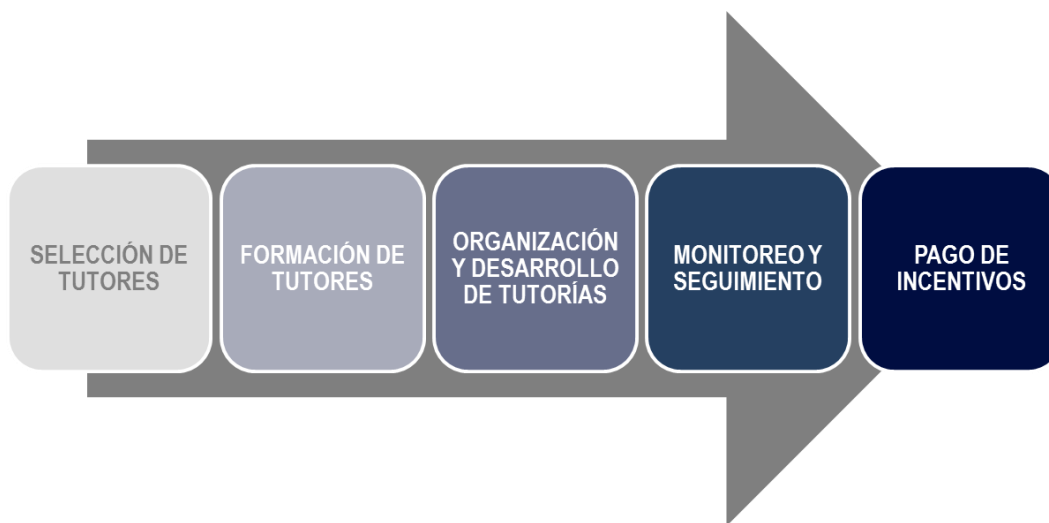 SELECCIÓN DE
TUTORES
FORMACIÓN DE
TUTORES
ORGANIZACIÓN
Y DESARROLLO
DE TUTORÍAS
MONITOREO Y
SEGUIMIENTO
PAGO DE
INCENTIVOS